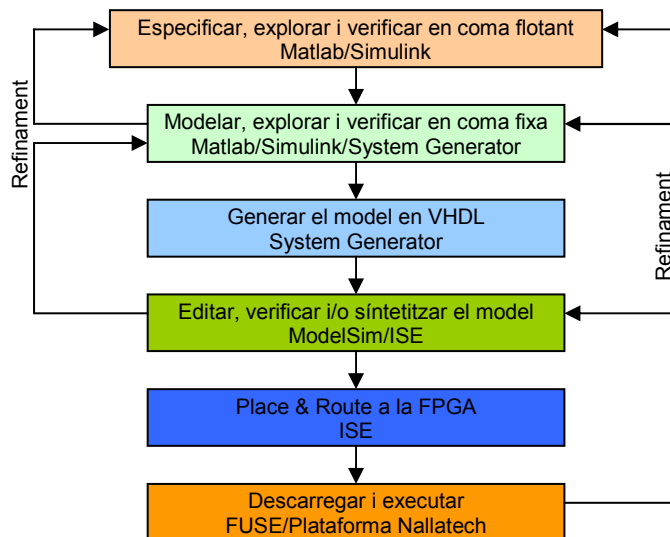 Especificar, explorar i verificar en coma flotant
Matlab/Simulink
Refinament
Modelar, explorar i verificar en coma fixa
Matlab/Simulink/System Generator
Generar el model en VHDL
System Generator
Refinament
Editar, verificar i/o síntetitzar el model
ModelSim/ISE
Place & Route a la FPGA
ISE
Descarregar i executar
FUSE/Plataforma Nallatech